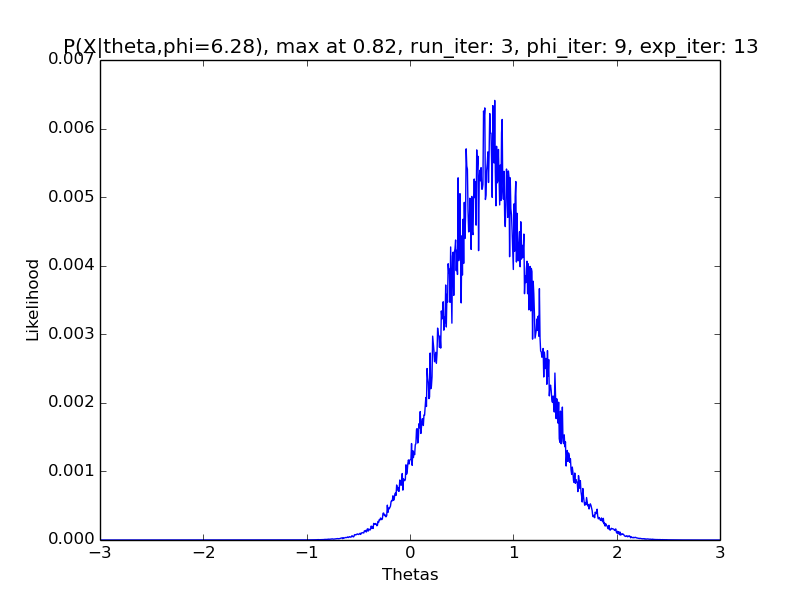 P(X|theta,phi=6.28), max at 0.82, run_iter: 3, phi_iter: 9, exp_iter: 13
0.007
0.006
0.005
0.004
0.003
0.002
0.001
0.000
Likelihood
−3 −2 −1 0 1 2 3
Thetas